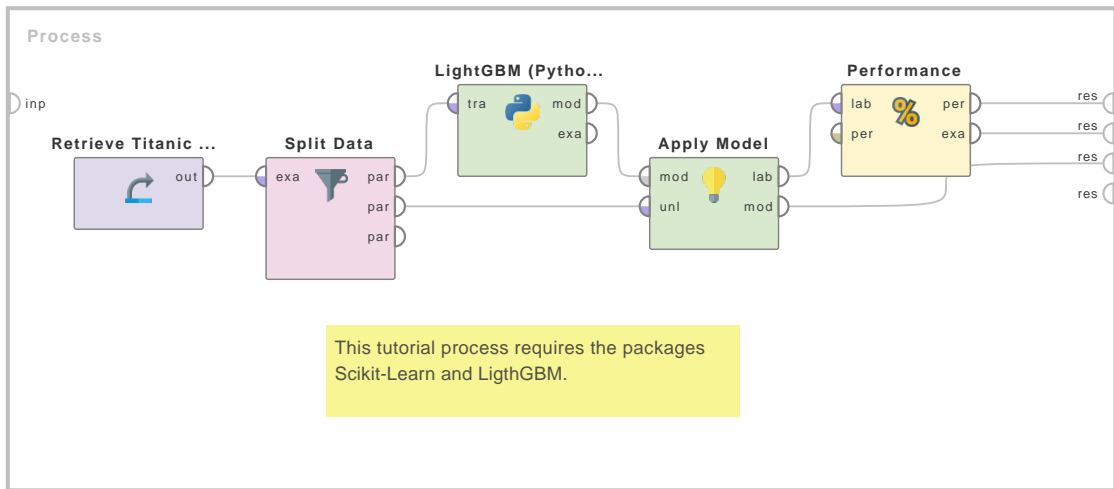 Process
inp
Retrieve Titanic ...
out
Split Data
exa
par
par
par
LightGBM (Pytho...
tra
mod
exa
Apply Model
mod
lab
unl
mod
Performance
lab
per
per
exa
%
res
res
res
res
This tutorial process requires the packages
Scikit-Learn and LigthGBM.